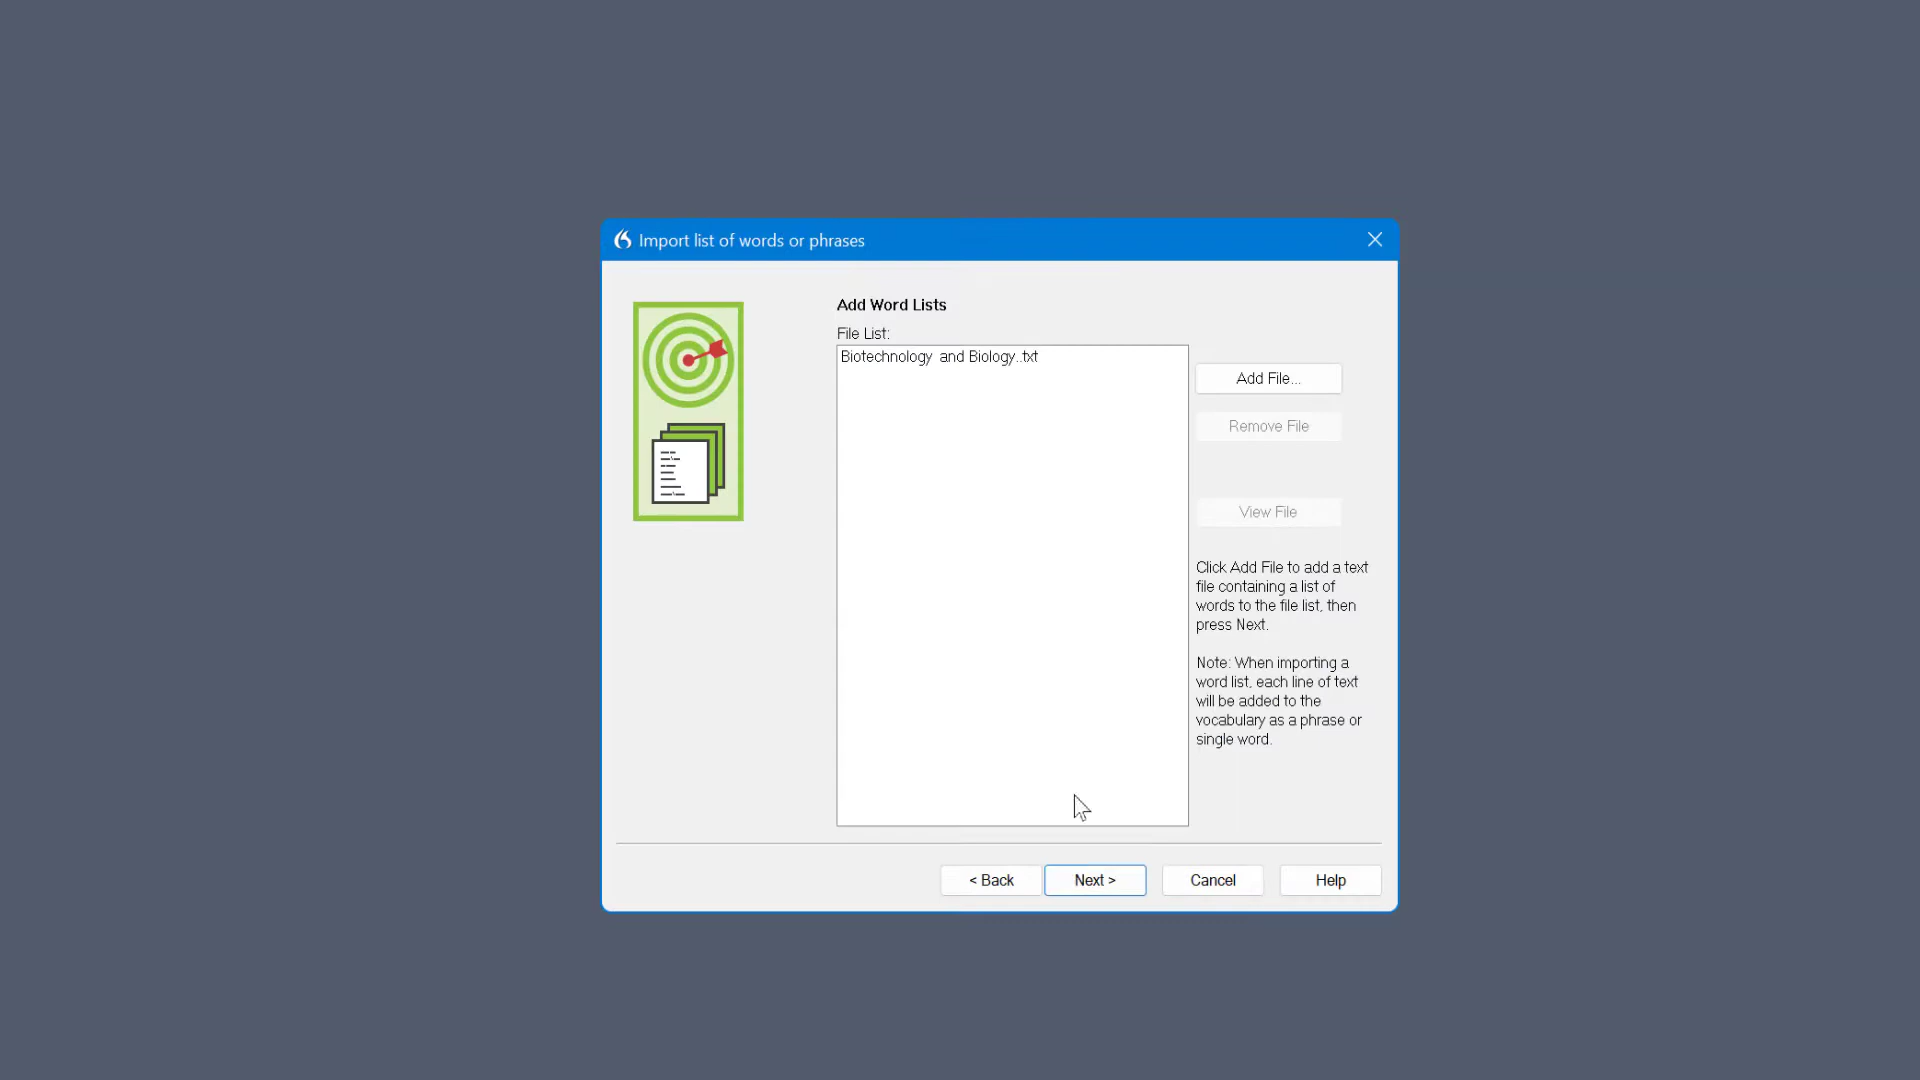 Import list of words or phrases
Add Word Lists
File List:
Biotechnology and Biology..txt
Add File...
Remove File
View File
Click Add File to add a text
file containing a list of
words to the file list, then
press Next.
Note: When importing a
word list, each line of text
will be added to the
vocabulary as a phrase or
single word.
< Back
Next >
Cancel
Help